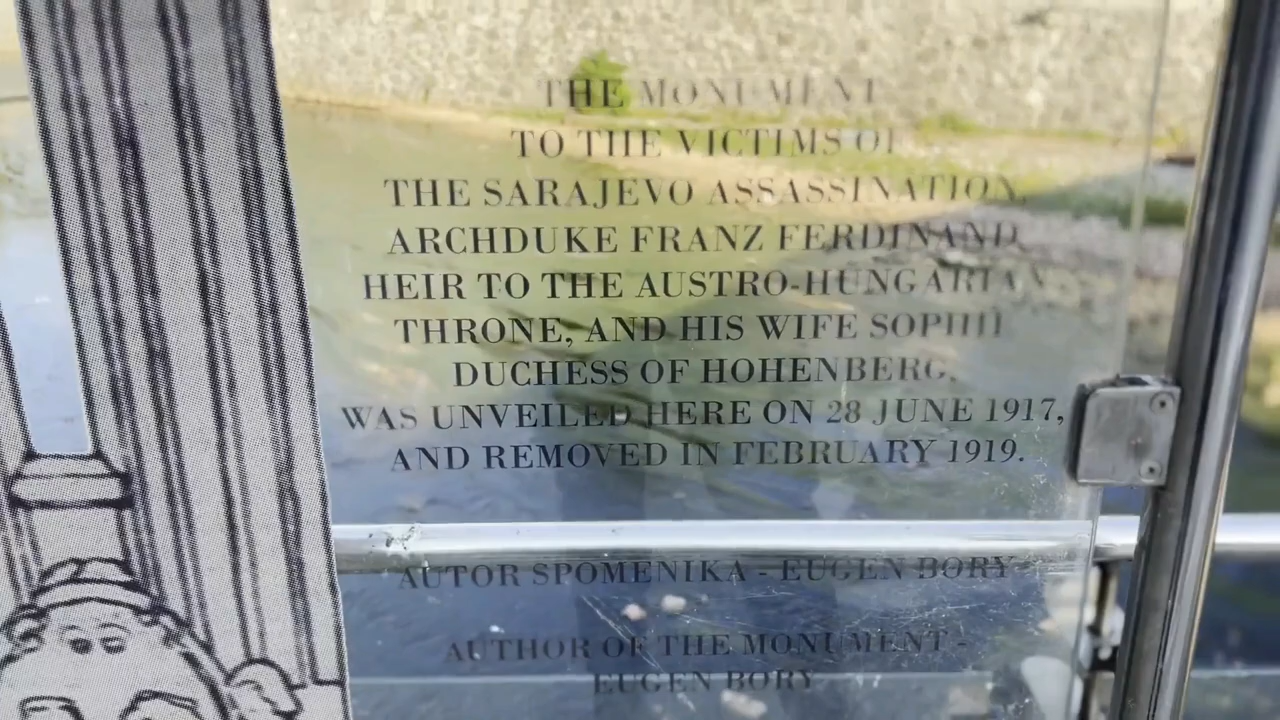 THE MONUMENT
TO THE VICTIMS OF
THE SARAJEVO ASSASSINATION,
ARCHDUKE FRANZ FERDINAND,
HEIR TO THE AUSTRO-HUNGARIAN
THRONE, AND HIS WIFE SOPHIE
DUCHESS OF HOHENBERG,
WAS UNVEILED HERE ON 28 JUNE 1917,
AND REMOVED IN FEBRUARY 1919.
AUTOR SPOMENIKA - EUGEN BORY
AUTHOR OF THE MONUMENT -
EUGEN BORY